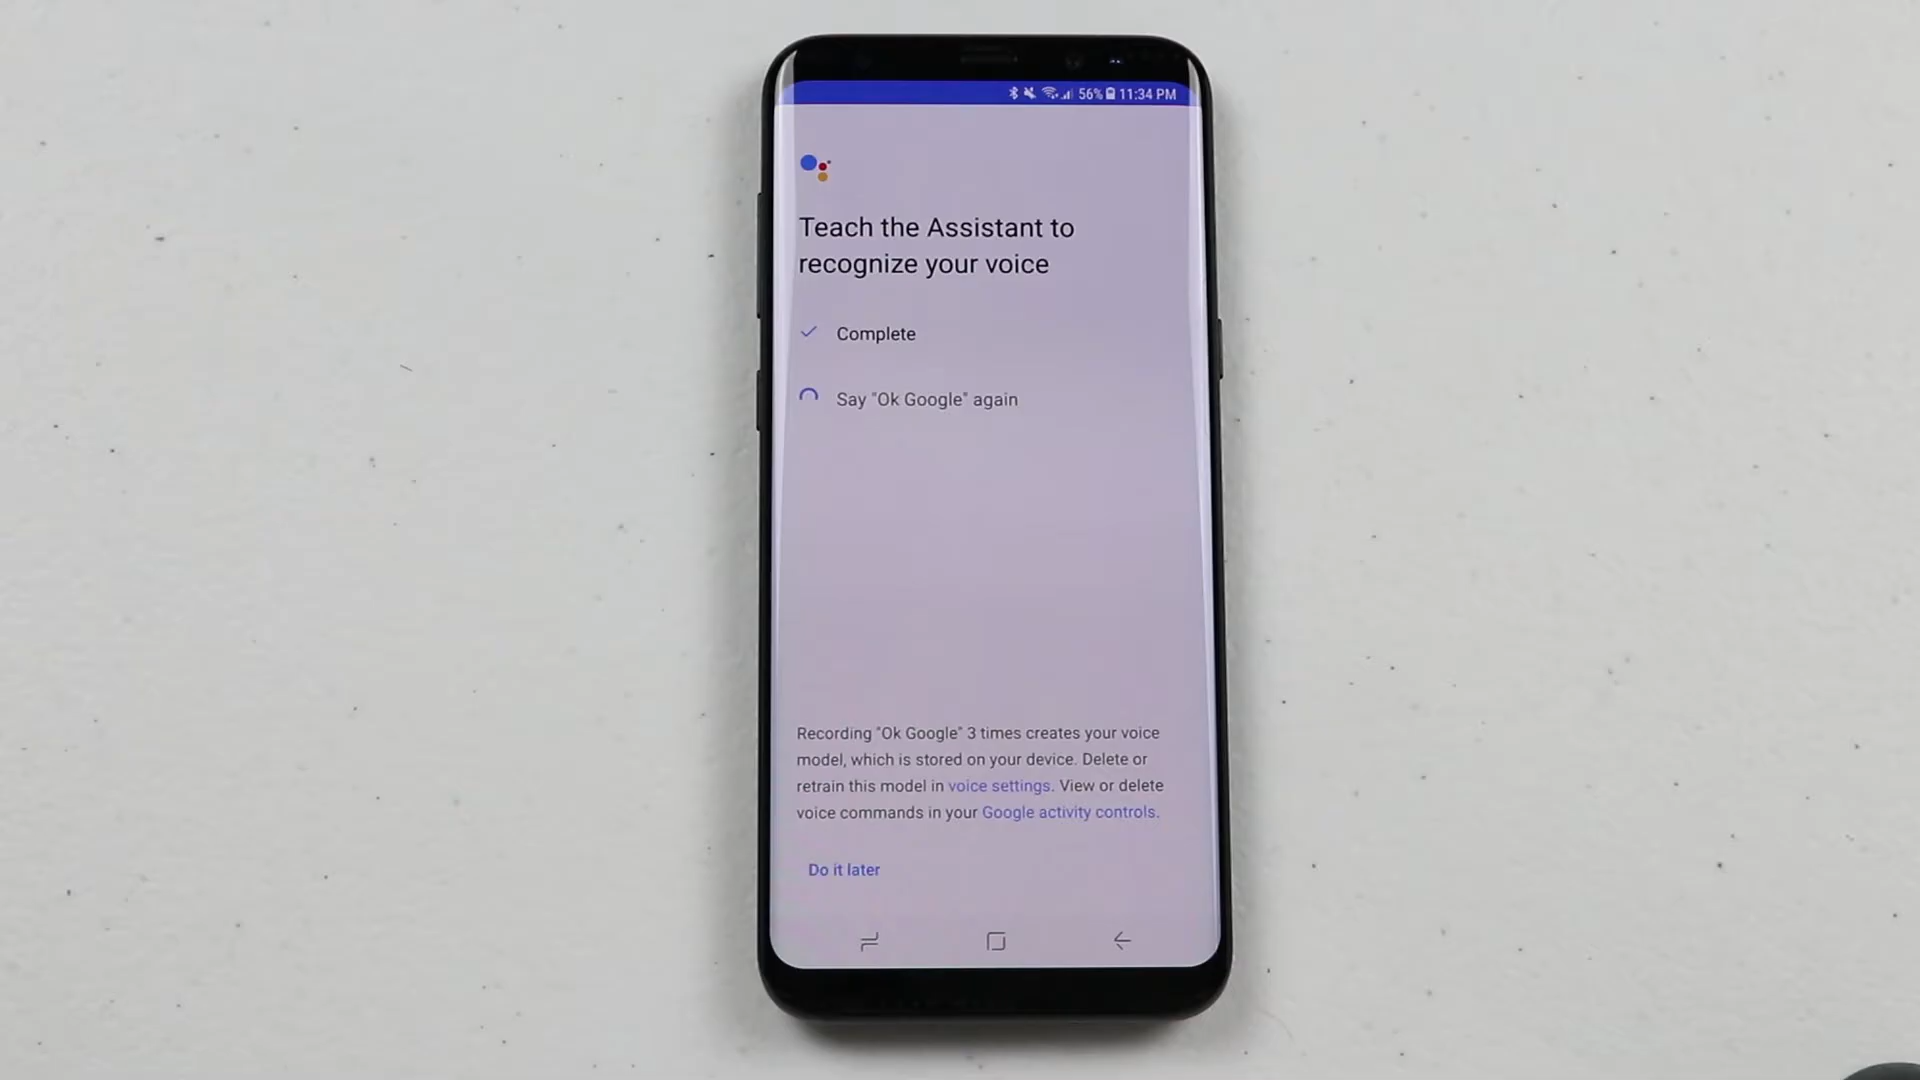 56% 11:34 PM
Teach the Assistant to
recognize your voice
Complete
Say "Ok Google" again
Recording "Ok Google" 3 times creates your voice
model, which is stored on your device. Delete or
retrain this model in voice settings. View or delete
voice commands in your Google activity controls.
Do it later